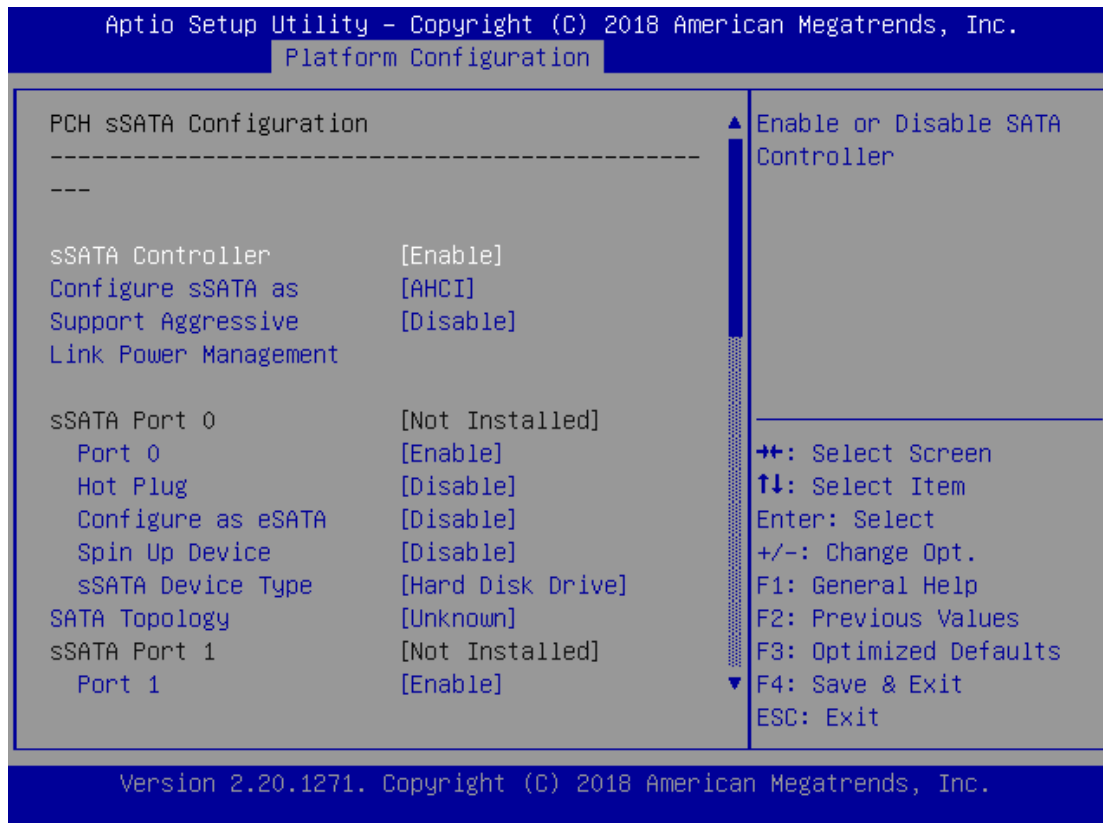 Aptio Setup Utility – Copyright (C) 2018 American Megatrends, Inc.
Platform Configuration
PCH sSATA Configuration
-----------------------------------------------
---
sSATA Controller [Enable]
Configure sSATA as [AHCI]
Support Aggressive [Disable]
Link Power Management
sSATA Port 0 [Not Installed]
Port 0 [Enable]
Hot Plug [Disable]
Configure as eSATA [Disable]
Spin Up Device [Disable]
sSATA Device Type [Hard Disk Drive]
SATA Topology [Unknown]
sSATA Port 1 [Not Installed]
Port 1 [Enable]
Enable or Disable SATA
Controller
→←: Select Screen
↑↓: Select Item
Enter: Select
+/-: Change Opt.
F1: General Help
F2: Previous Values
F3: Optimized Defaults
F4: Save & Exit
ESC: Exit
Version 2.20.1271. Copyright (C) 2018 American Megatrends, Inc.